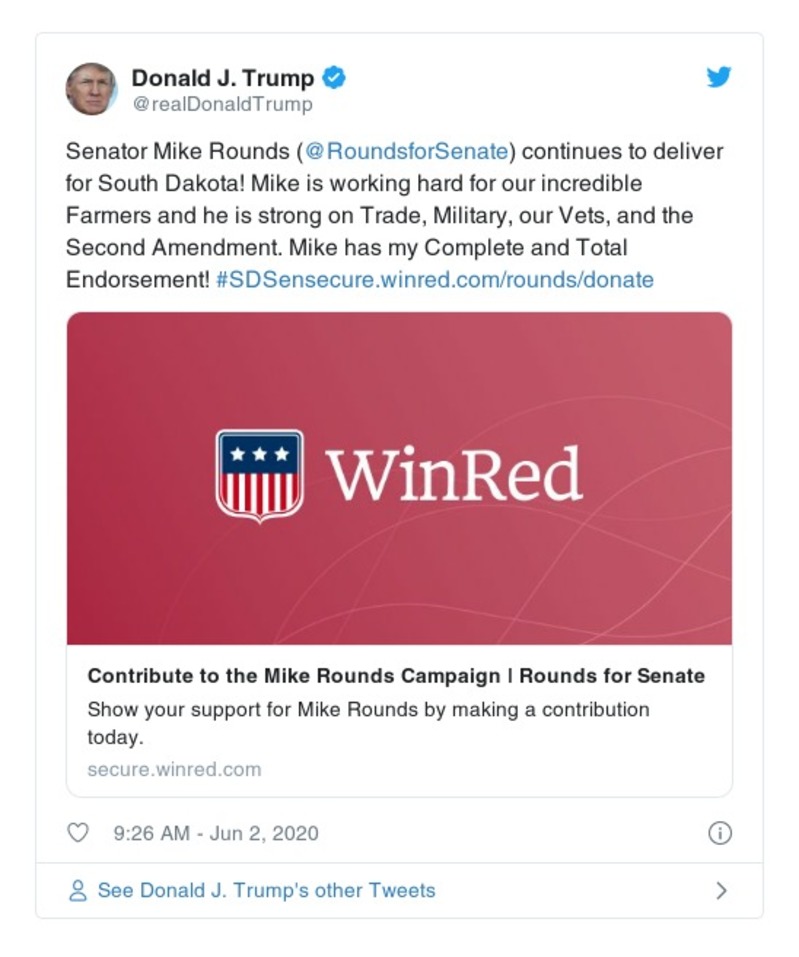 Donald J. Trump
@realDonaldTrump
Senator Mike Rounds (@RoundsforSenate) continues to deliver
for South Dakota! Mike is working hard for our incredible
Farmers and he is strong on Trade, Military, our Vets, and the
Second Amendment. Mike has my Complete and Total
Endorsement! #SDSensecure.winred.com/rounds/donate
WinRed
Contribute to the Mike Rounds Campaign | Rounds for Senate
Show your support for Mike Rounds by making a contribution
today.
secure.winred.com
9:26 AM - Jun 2, 2020
See Donald J. Trump's other Tweets